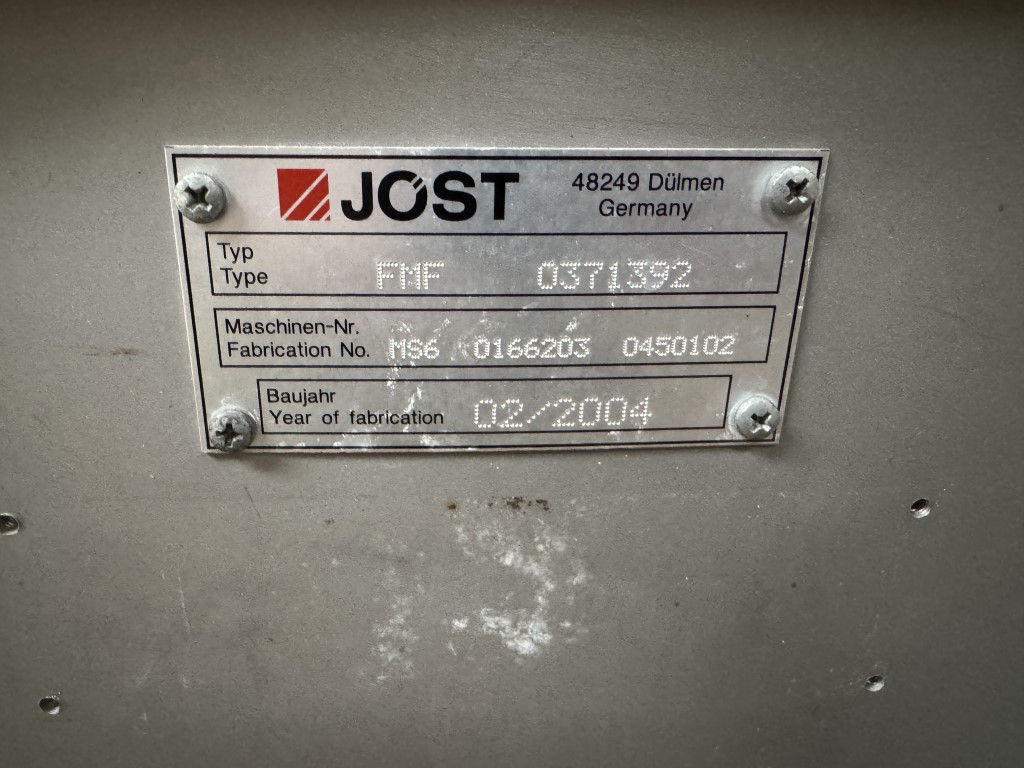 JÖST
48249 Dülmen
Germany
Typ
Type FMF 0371392
Maschinen-Nr.
Fabrication No. MS6 0166203 0450102
Baujahr
Year of fabrication 02/2004